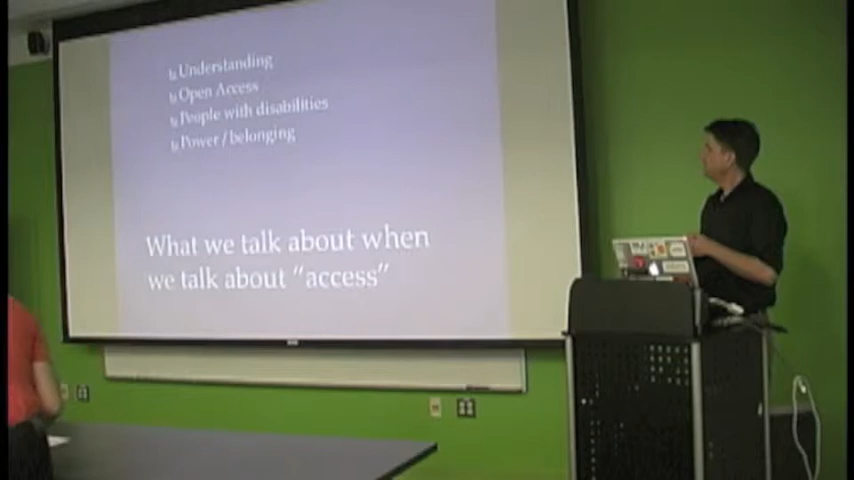 Understanding
Open Access
People with disabilities
Power / belonging
What we talk about when
we talk about “access”